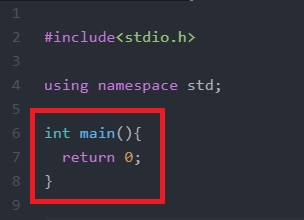 1
2 #include<stdio.h>
3
4 using namespace std;
5
6 int main(){
7   return 0;
8 }
9